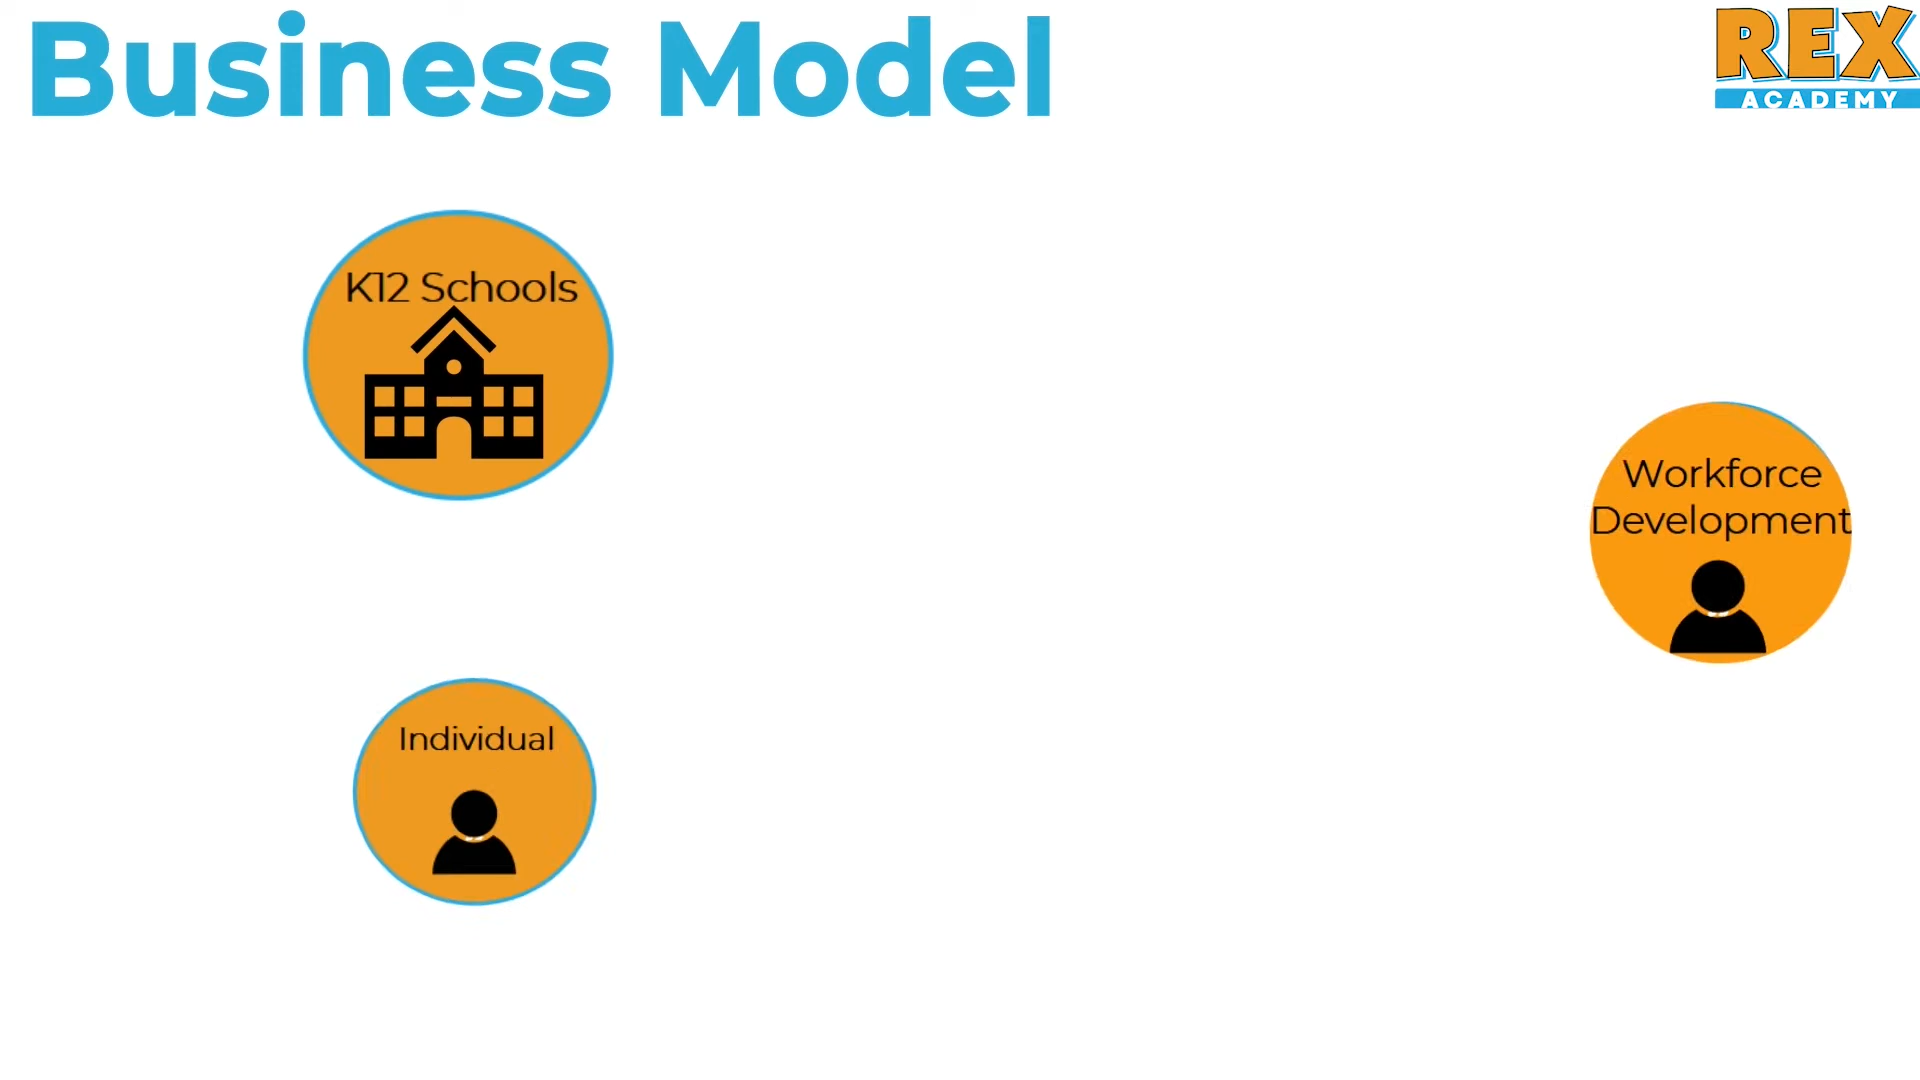 Business Model
REX
ACADEMY
K12 Schools
Workforce
Development
Individual